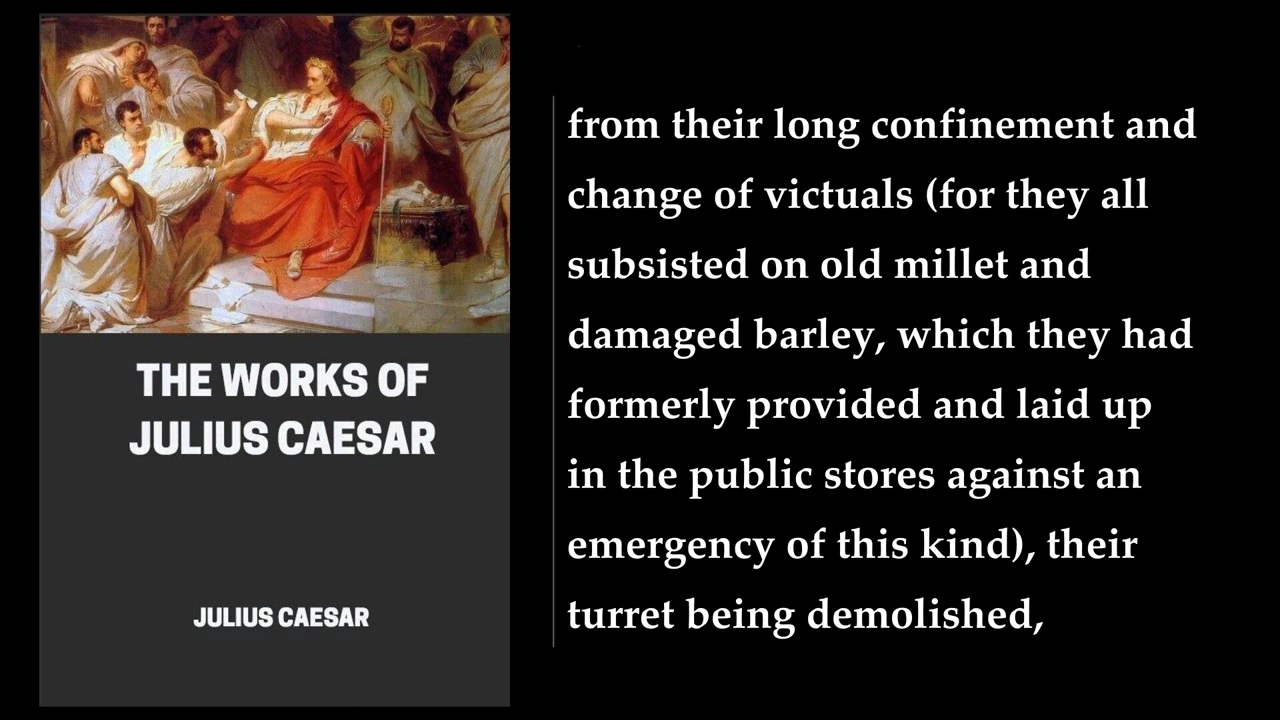 THE WORKS OF
JULIUS CAESAR
JULIUS CAESAR
from their long confinement and
change of victuals (for they all
subsisted on old millet and
damaged barley, which they had
formerly provided and laid up
in the public stores against an
emergency of this kind), their
turret being demolished,